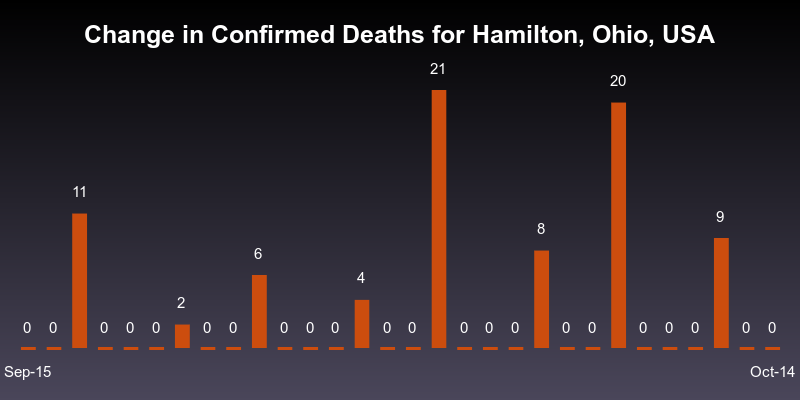 Change in Confirmed Deaths for Hamilton, Ohio, USA
0 0 11 0 0 0 2 0 0 6 0 0 0 4 0 0 21 0 0 0 8 0 0 20 0 0 0 9 0 0
Sep-15 Oct-14